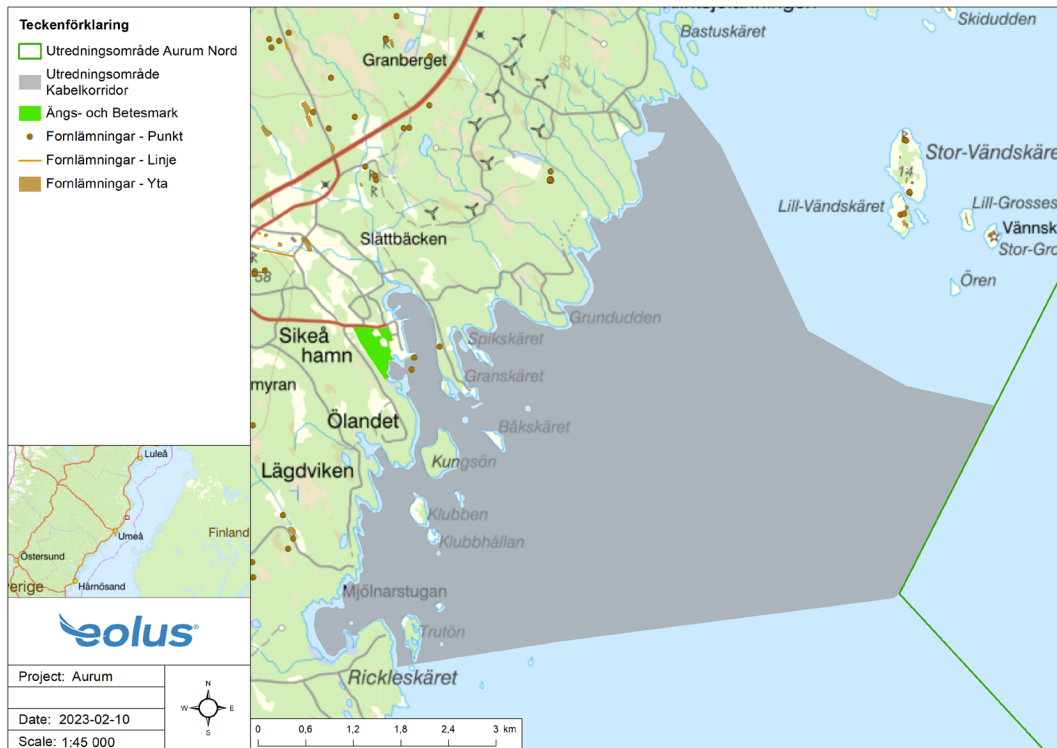 Teckenförklaring
Utredningsområde Aurum Nord
Utredningsområde
Kabelkorridor
Ängs- och Betesmark
Fornlämningar - Punkt
Fornlämningar - Linje
Fornlämningar - Yta
Luleå
Finland
Umeå
Östersund
Härnösand
erige
eolus®
Project: Aurum
Date: 2023-02-10
Scale: 1:45 000
N
W
E
S
Bastuskäret
Skidudden
Granberget
25
Stor-Vändskäre
14
Lill-Vändskäret
Lill-Grosses
Vännsk
Stor-Gro
Ören
Slättbäcken
58
Grundudden
Sikeå
hamn
Spikskäret
Granskäret
myran
Ölandet
Båkskäret
Kungsön
Lägdviken
Klubben
Klubbhällan
Mjölnarstugan
Trutön
Rickleskäret
0 0,6 1,2 1,8 2,4 3 km